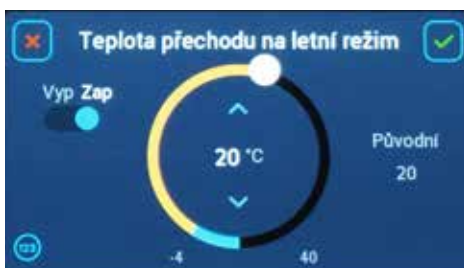 Teplota přechodu na letní režim
Vyp Zap
20 °C
Původní
20
123
-4
40